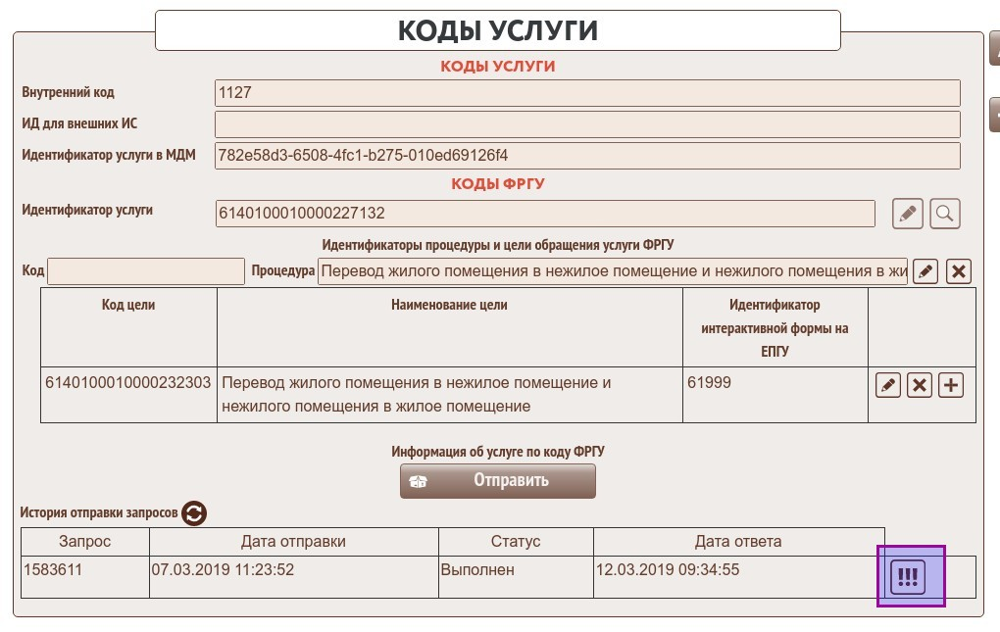 КОДЫ УСЛУГИ
КОДЫ УСЛУГИ
Внутренний код 1127
ИД для внешних ИС
Идентификатор услуги в МДМ 782e58d3-6508-4fc1-b275-010ed69126f4
КОДЫ ФРГУ
Идентификатор услуги 6140100010000227132
Идентификаторы процедуры и цели обращения услуги ФРГУ
Код Процедура Перевод жилого помещения в нежилое помещение и нежилого помещения в жи
Код цели Наименование цели Идентификатор
интерактивной формы на
ЕПГУ
6140100010000232303 Перевод жилого помещения в нежилое помещение и 61999
нежилого помещения в жилое помещение
Информация об услуге по коду ФРГУ
Отправить
История отправки запросов
Запрос Дата отправки Статус Дата ответа
1583611 07.03.2019 11:23:52 Выполнен 12.03.2019 09:34:55 !!!